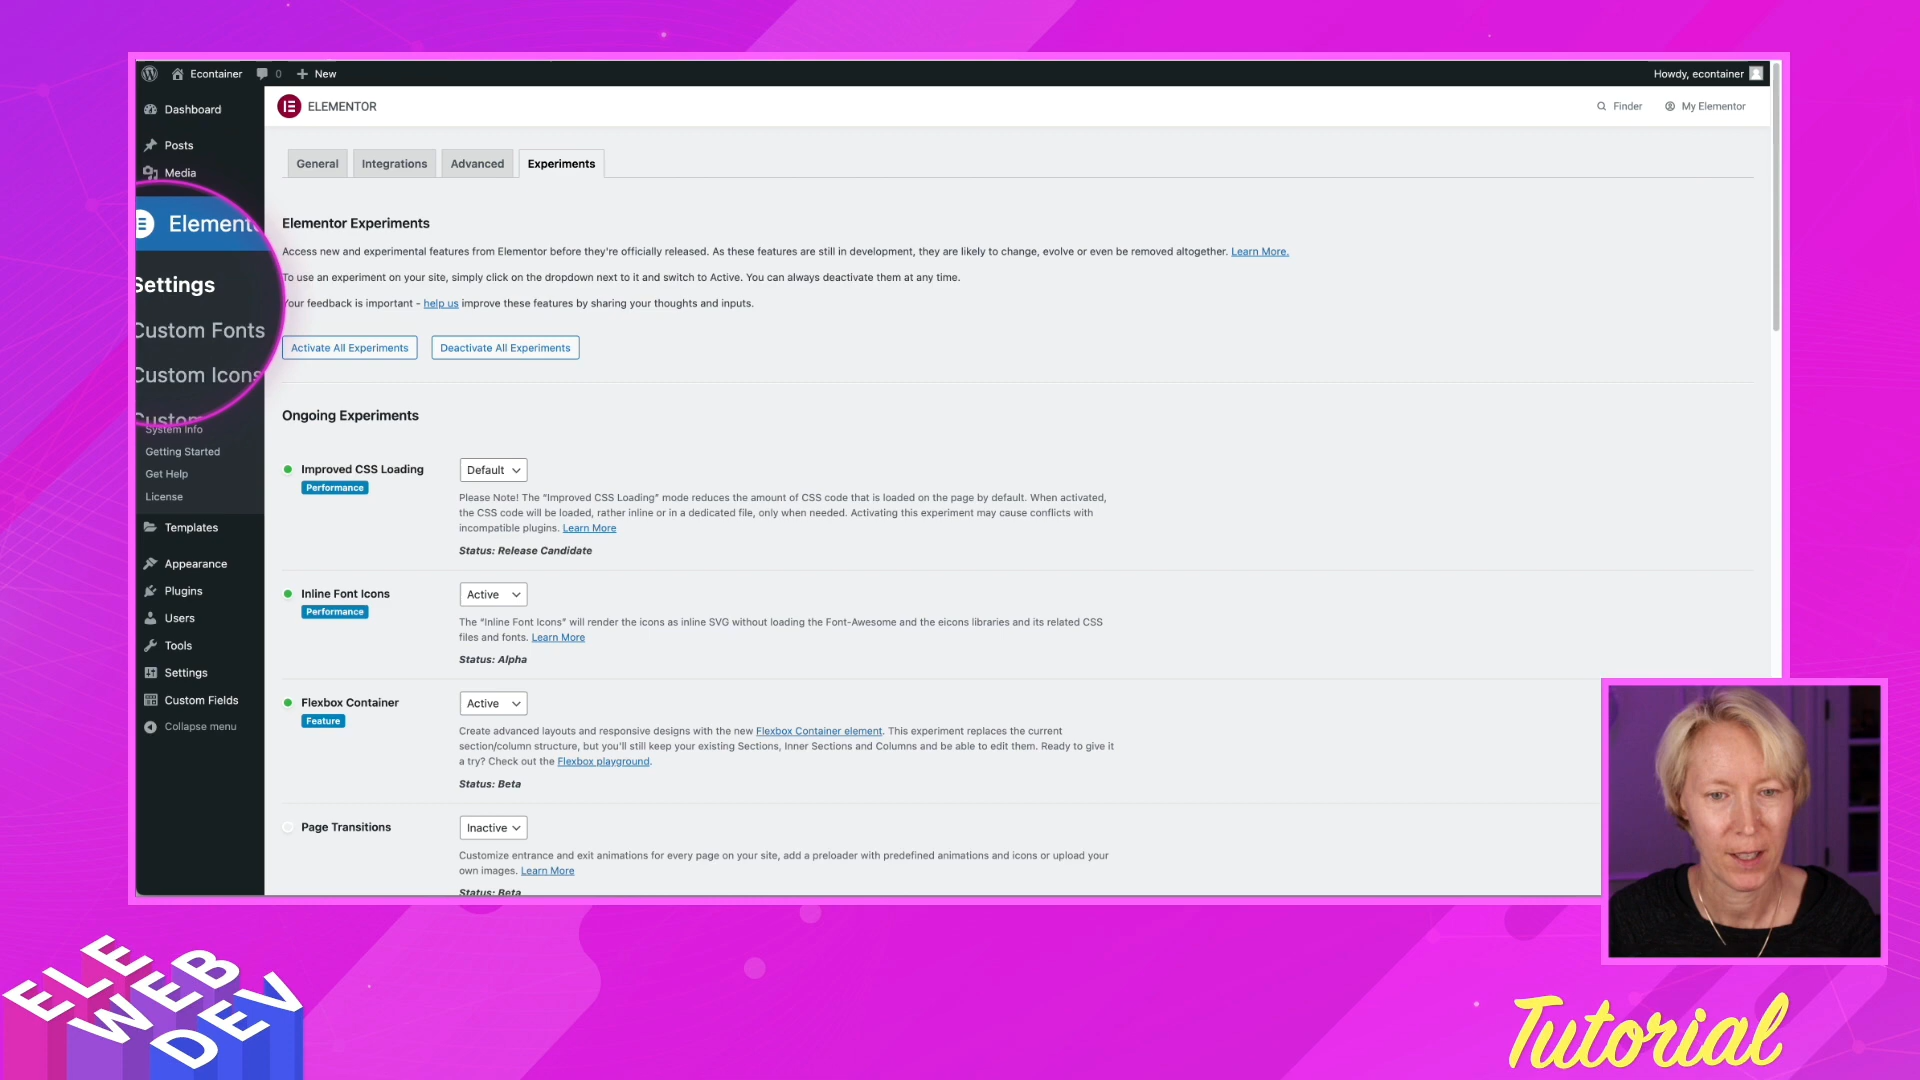 Econtainer
0
New
Howdy, econtainer
Dashboard
Posts
Media
Settings
Custom Fonts
Custom Icons
System Info
Getting Started
Get Help
License
Templates
Appearance
Plugins
Users
Tools
Settings
Custom Fields
Collapse menu
ELEMENTOR
Finder
My Elementor
General
Integrations
Advanced
Experiments
Elementor Experiments
Access new and experimental features from Elementor before they're officially released. As these features are still in development, they are likely to change, evolve or even be removed altogether. Learn More.
To use an experiment on your site, simply click on the dropdown next to it and switch to Active. You can always deactivate them at any time.
Your feedback is important - help us improve these features by sharing your thoughts and inputs.
Activate All Experiments
Deactivate All Experiments
Ongoing Experiments
Improved CSS Loading
Performance
Default
Please Note! The "Improved CSS Loading" mode reduces the amount of CSS code that is loaded on the page by default. When activated,
the CSS code will be loaded, rather inline or in a dedicated file, only when needed. Activating this experiment may cause conflicts with
incompatible plugins. Learn More
Status: Release Candidate
Inline Font Icons
Performance
Active
The "Inline Font Icons" will render the icons as inline SVG without loading the Font-Awesome and the eicons libraries and its related CSS
files and fonts. Learn More
Status: Alpha
Flexbox Container
Feature
Active
Create advanced layouts and responsive designs with the new Flexbox Container element. This experiment replaces the current
section/column structure, but you'll still keep your existing Sections, Inner Sections and Columns and be able to edit them. Ready to give it
a try? Check out the Flexbox playground.
Status: Beta
Page Transitions
Inactive
Customize entrance and exit animations for every page on your site, add a preloader with predefined animations and icons or upload your
own images. Learn More
Status: Beta
ELE
WEB
DEV
Tutorial